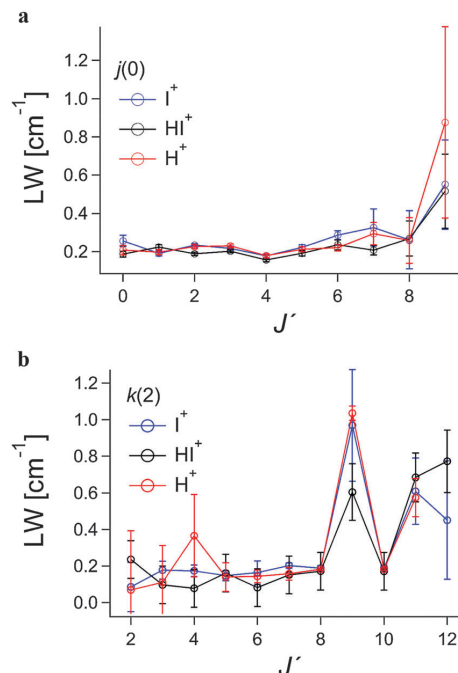 a
j(0)
I+
HI+
H+
LW [cm-1]
1.2
1.0
0.8
0.6
0.4
0.2
0 2 4 6 8
J´
b
k(2)
I+
HI+
H+
LW [cm-1]
1.2
1.0
0.8
0.6
0.4
0.2
0.0
2 4 6 8 10 12
J´